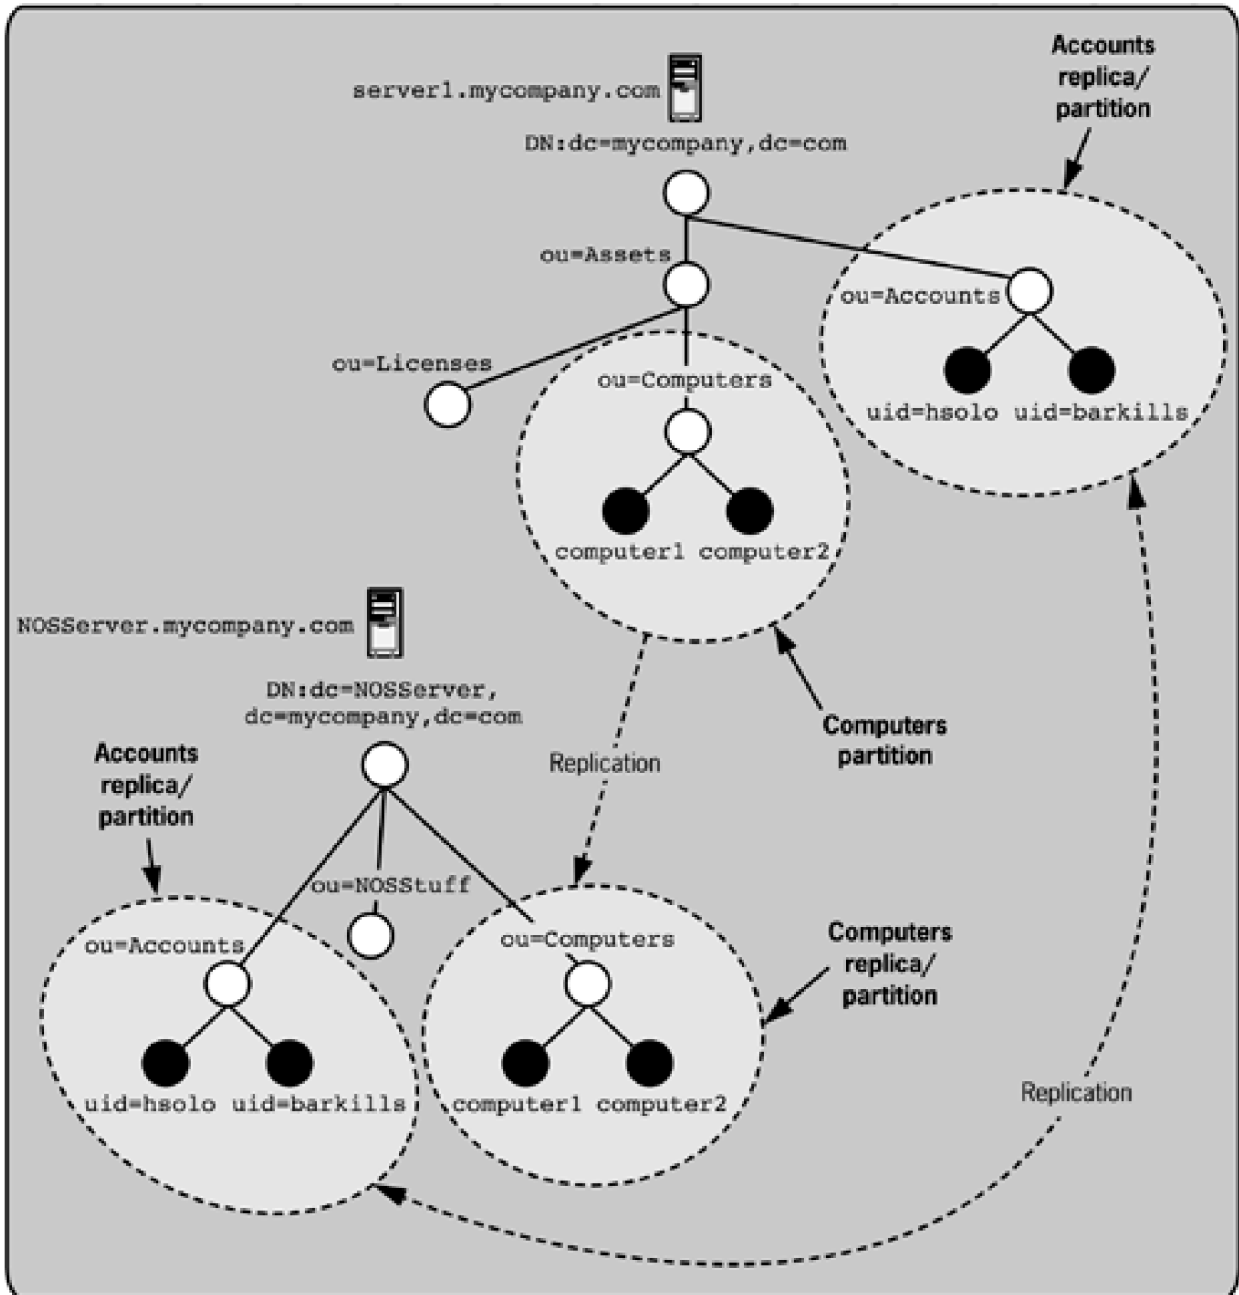 Accounts
replica/
partition
server1.mycompany.com
DN:dc=mycompany,dc=com
ou=Assets
ou=Accounts
ou=Licenses
ou=Computers
uid=hsolo uid=barkills
computer1 computer2
NOSServer.mycompany.com
DN:dc=NOSServer,
dc=mycompany,dc=com
Computers
partition
Accounts
replica/
partition
Replication
ou=NOSStuff
ou=Accounts
ou=Computers
Computers
replica/
partition
uid=hsolo uid=barkills
computer1 computer2
Replication